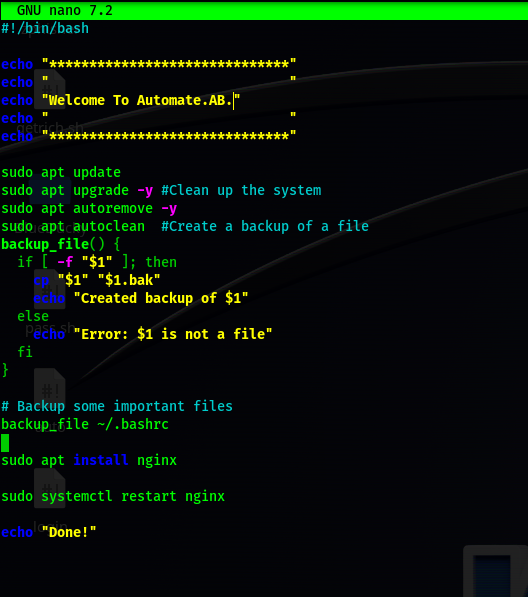 GNU nano 7.2
#!/bin/bash
echo "******************************"
echo "                              "
echo "Welcome To Automate.AB."
echo "                              "
echo "******************************"
sudo apt update
sudo apt upgrade -y #Clean up the system
sudo apt autoremove -y
sudo apt autoclean  #Create a backup of a file
backup_file() {
  if [ -f "$1" ]; then
    cp "$1" "$1.bak"
    echo "Created backup of $1"
  else
    echo "Error: $1 is not a file"
  fi
}
# Backup some important files
backup_file ~/.bashrc
sudo apt install nginx
sudo systemctl restart nginx
echo "Done!"